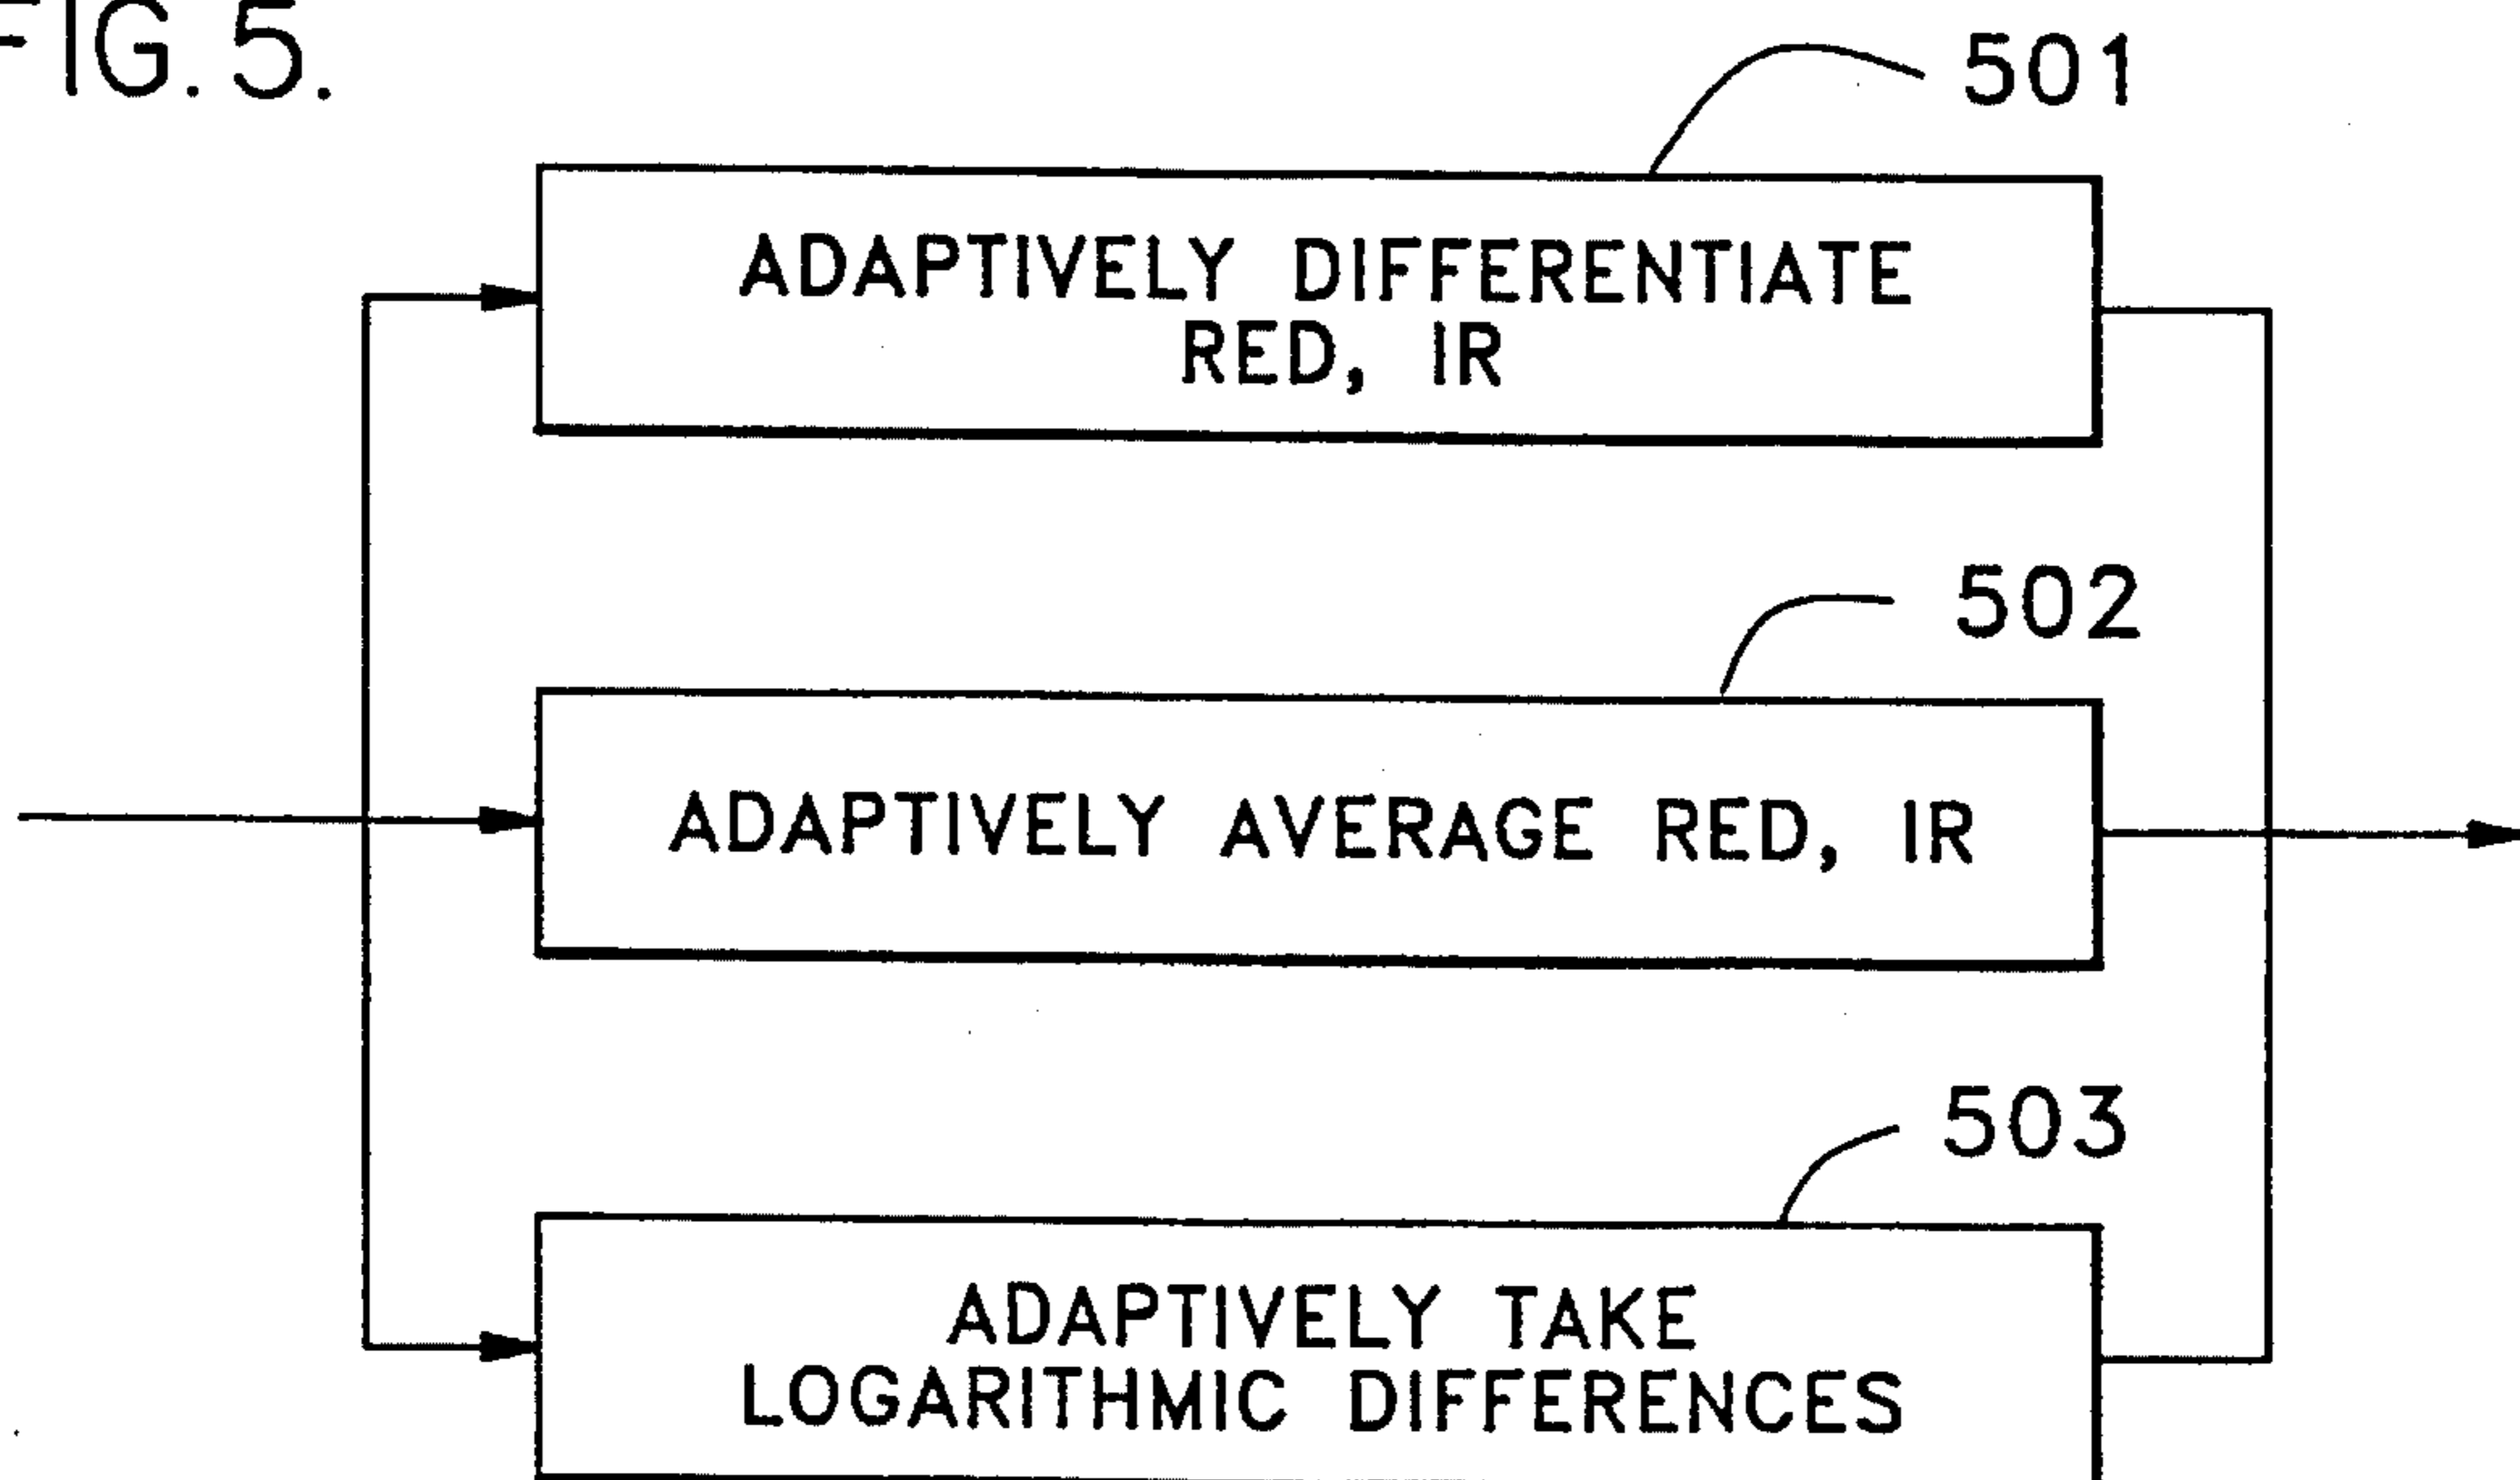 FIG. 5.
501
ADAPTIVELY DIFFERENTIATE
RED, IR
502
ADAPTIVELY AVERAGE RED, IR
503
ADAPTIVELY TAKE
LOGARITHMIC DIFFERENCES